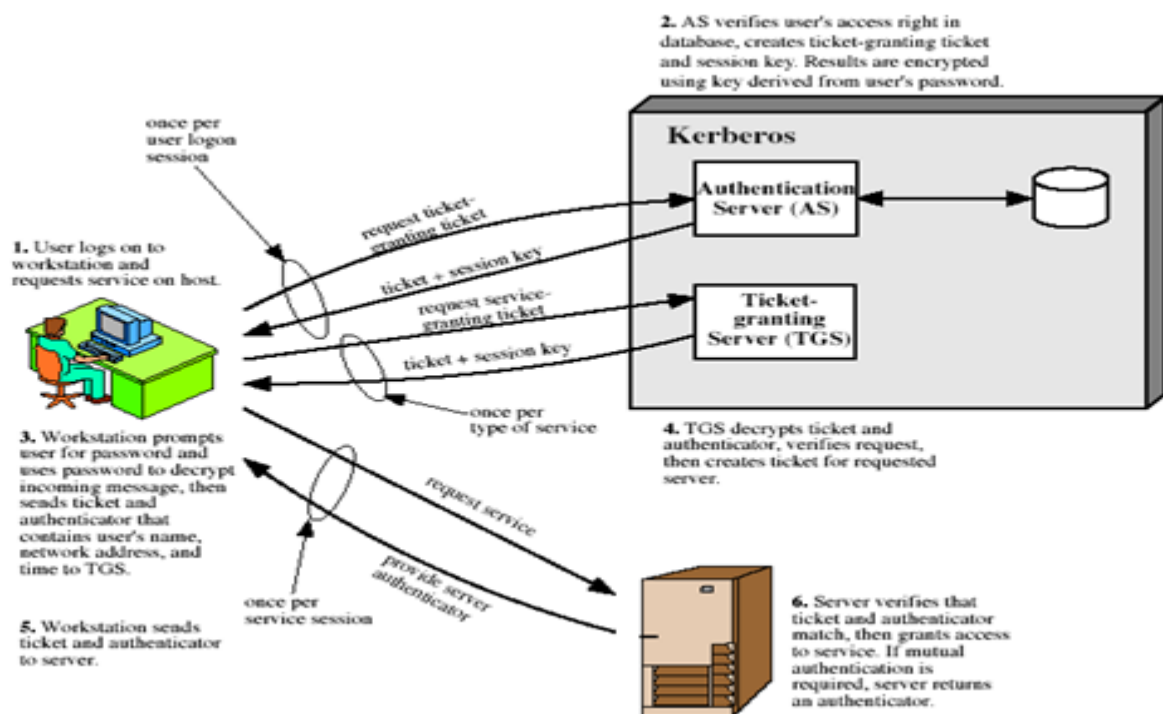 2. AS verifies user's access right in
database, creates ticket-granting ticket
and session key. Results are encrypted
using key derived from user's password.
once per
user logon
session
Kerberos
Authentication
Server (AS)
request ticket-
granting ticket
1. User logs on to
workstation and
requests service on host.
ticket + session key
request service-
granting ticket
Ticket-
granting
Server (TGS)
ticket + session key
once per
type of service
3. Workstation prompts
user for password and
uses password to decrypt
incoming message, then
sends ticket and
authenticator that
contains user's name,
network address, and
time to TGS.
4. TGS decrypts ticket and
authenticator, verifies request,
then creates ticket for requested
server.
request service
provide server
authenticator
once per
service session
5. Workstation sends
ticket and authenticator
to server.
6. Server verifies that
ticket and authenticator
match, then grants access
to service. If mutual
authentication is
required, server returns
an authenticator.